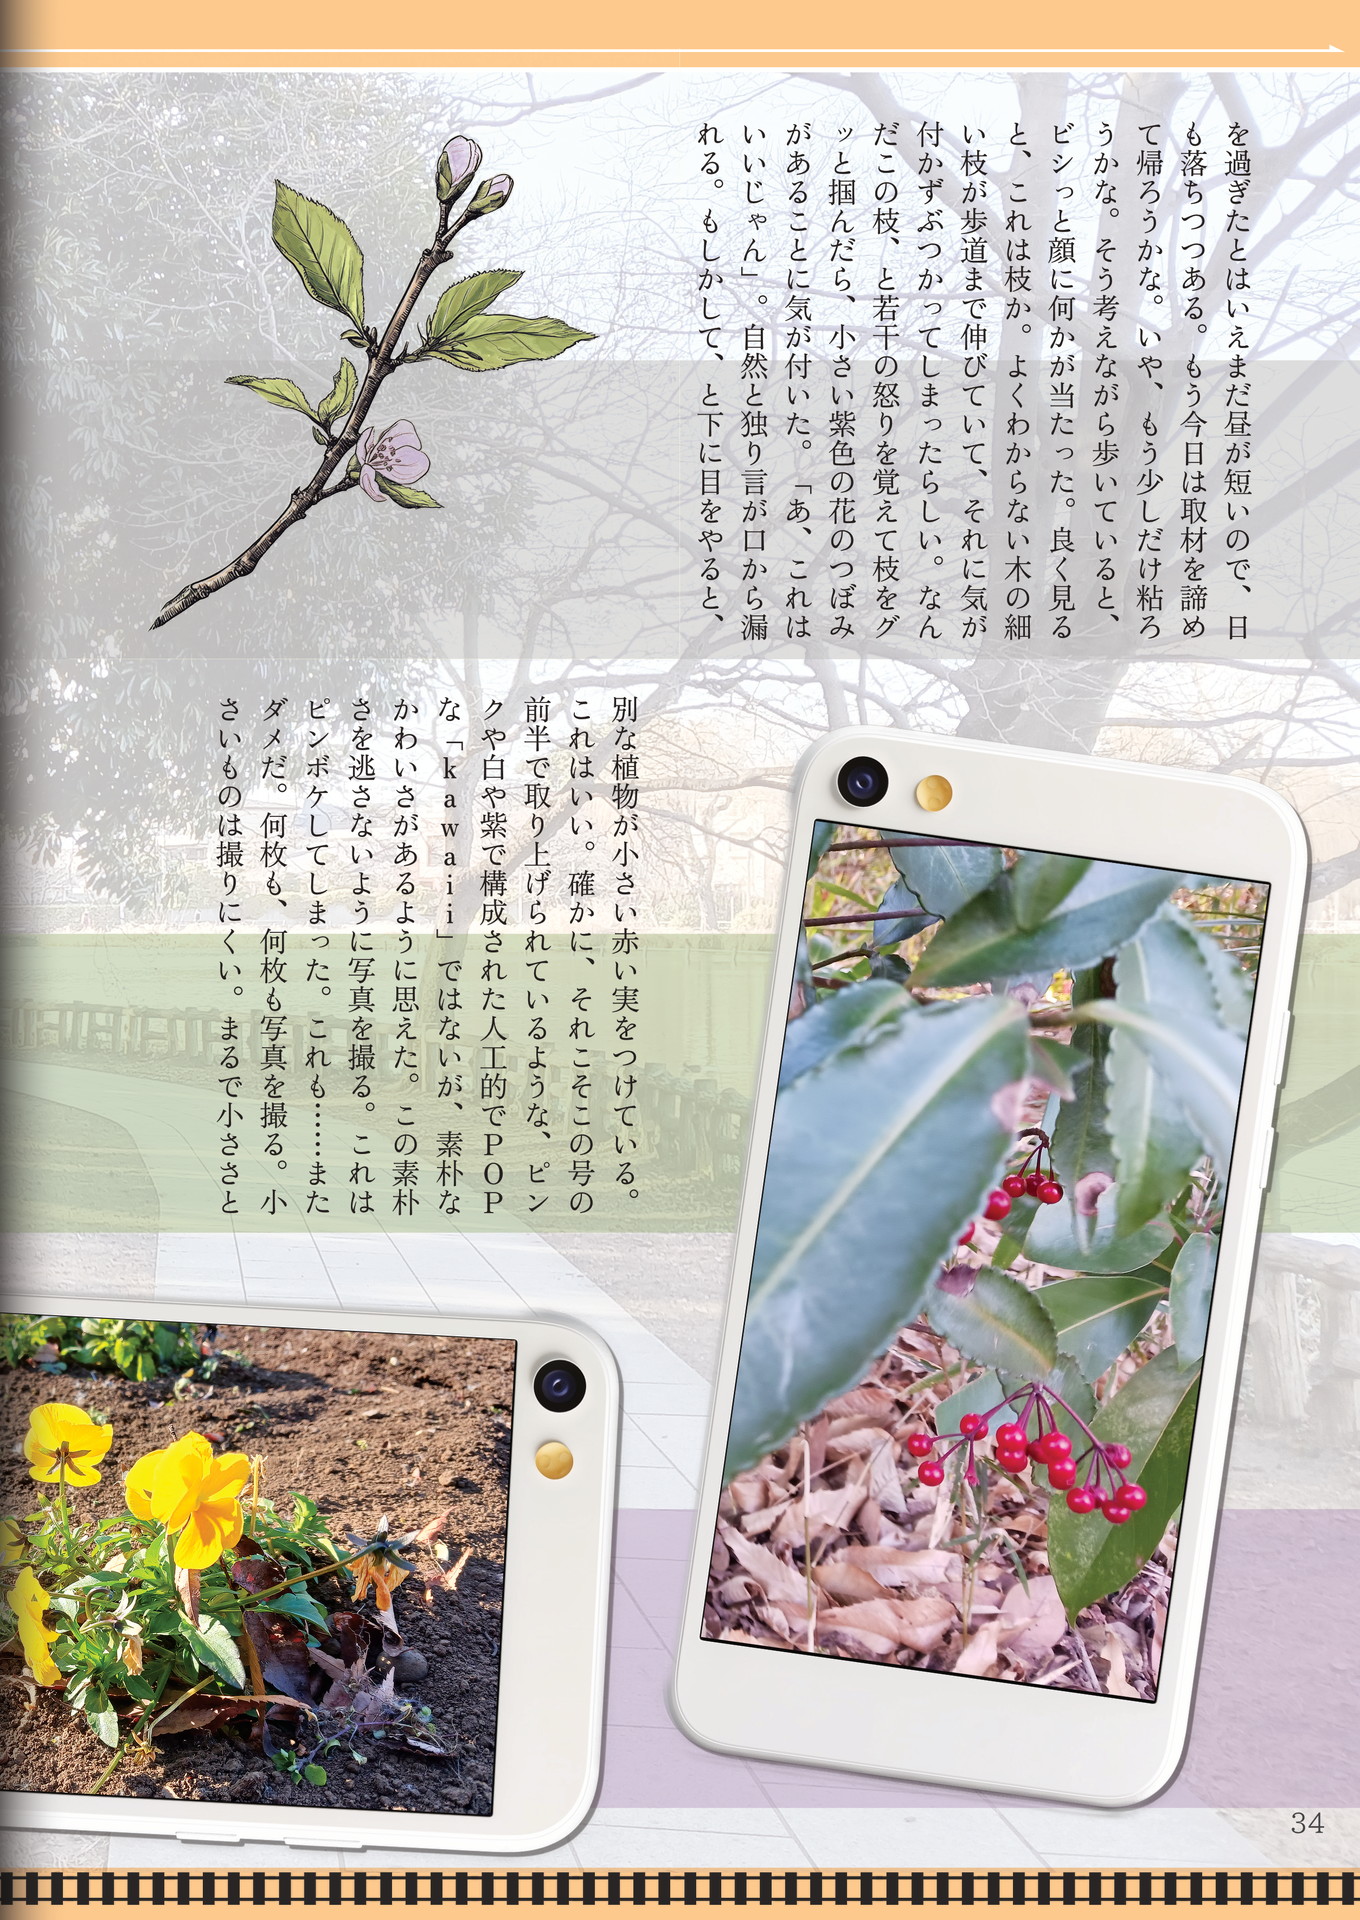 を過ぎたとはいえまだ昼が短いので、日
も落ちつつある。もう今日は取材を諦め
て帰ろうかな。いや、もう少しだけ粘ろ
うかな。そう考えながら歩いていると、
ビシっと顔に何かが当たった。良く見る
と、これは枝か。よくわからない木の細
い枝が歩道まで伸びていて、それに気が
付かずぶつかってしまったらしい。なん
だこの枝、と若干の怒りを覚えて枝をグ
ッと掴んだら、小さい紫色の花のつぼみ
があることに気が付いた。「あ、これは
いいじゃん」。自然と独り言が口から漏
れる。もしかして、と下に目をやると、
別な植物が小さい赤い実をつけている。
これはいい。確かに、それこそこの号の
前半で取り上げられているような、ピン
クや白や紫で構成された人工的でPOP
な「kawaii」ではないが、素朴な
かわいさがあるように思えた。この素朴
さを逃さないように写真を撮る。これは
ピンボケしてしまった。これも……また
ダメだ。何枚も、何枚も写真を撮る。小
さいものは撮りにくい。まるで小ささと
34